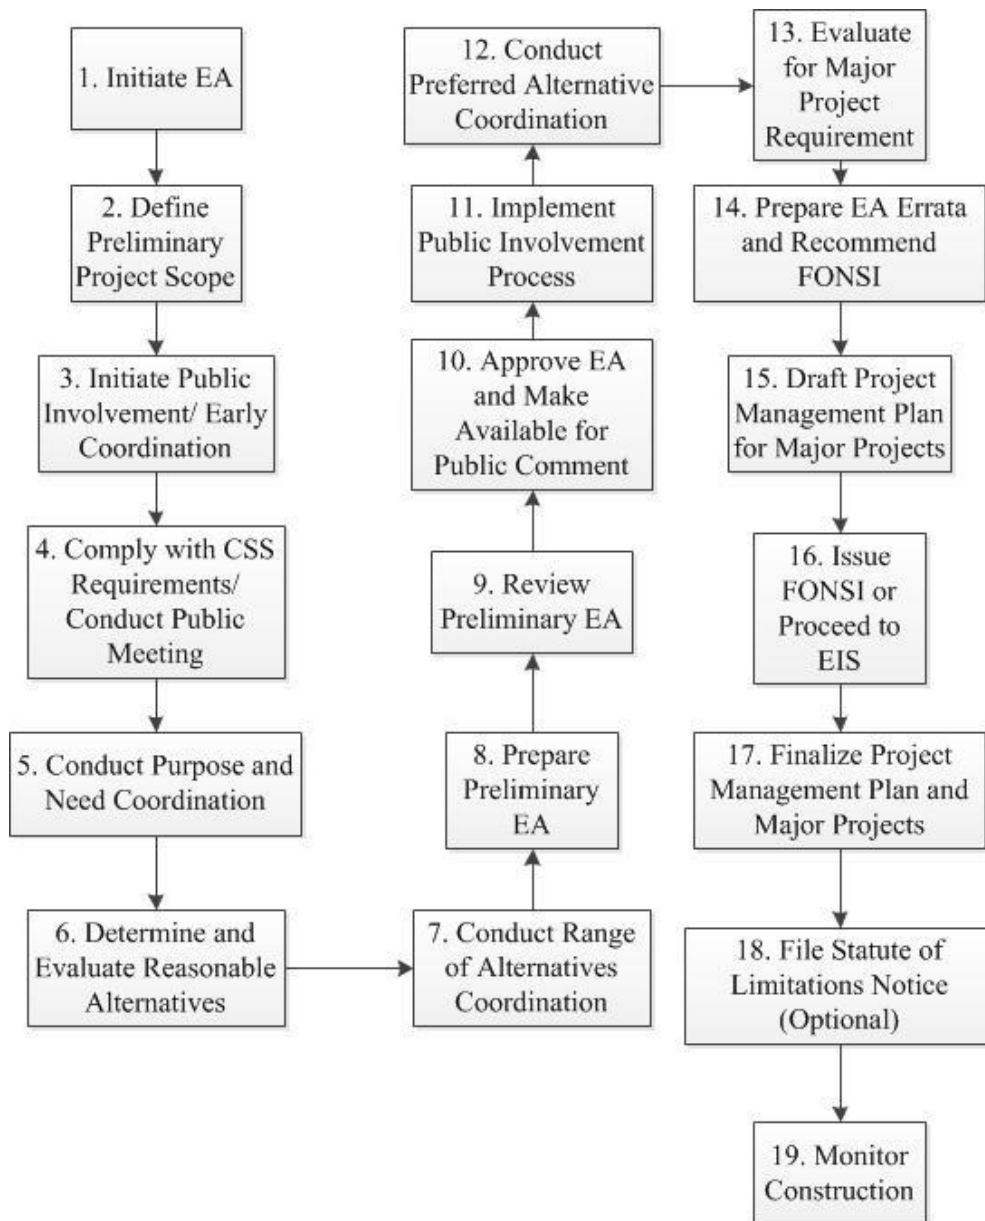 1. Initiate EA
2. Define
Preliminary
Project Scope
3. Initiate Public
Involvement/ Early
Coordination
4. Comply with CSS
Requirements/
Conduct Public
Meeting
5. Conduct Purpose and
Need Coordination
6. Determine and
Evaluate Reasonable
Alternatives
7. Conduct Range
of Alternatives
Coordination
8. Prepare
Preliminary
EA
9. Review
Preliminary EA
10. Approve EA
and Make
Available for
Public Comment
11. Implement
Public Involvement
Process
12. Conduct
Preferred Alternative
Coordination
13. Evaluate
for Major
Project
Requirement
14. Prepare EA Errata
and Recommend
FONSI
15. Draft Project
Management Plan
for Major Projects
16. Issue
FONSI or
Proceed to
EIS
17. Finalize Project
Management Plan and
Major Projects
18. File Statute of
Limitations Notice
(Optional)
19. Monitor
Construction